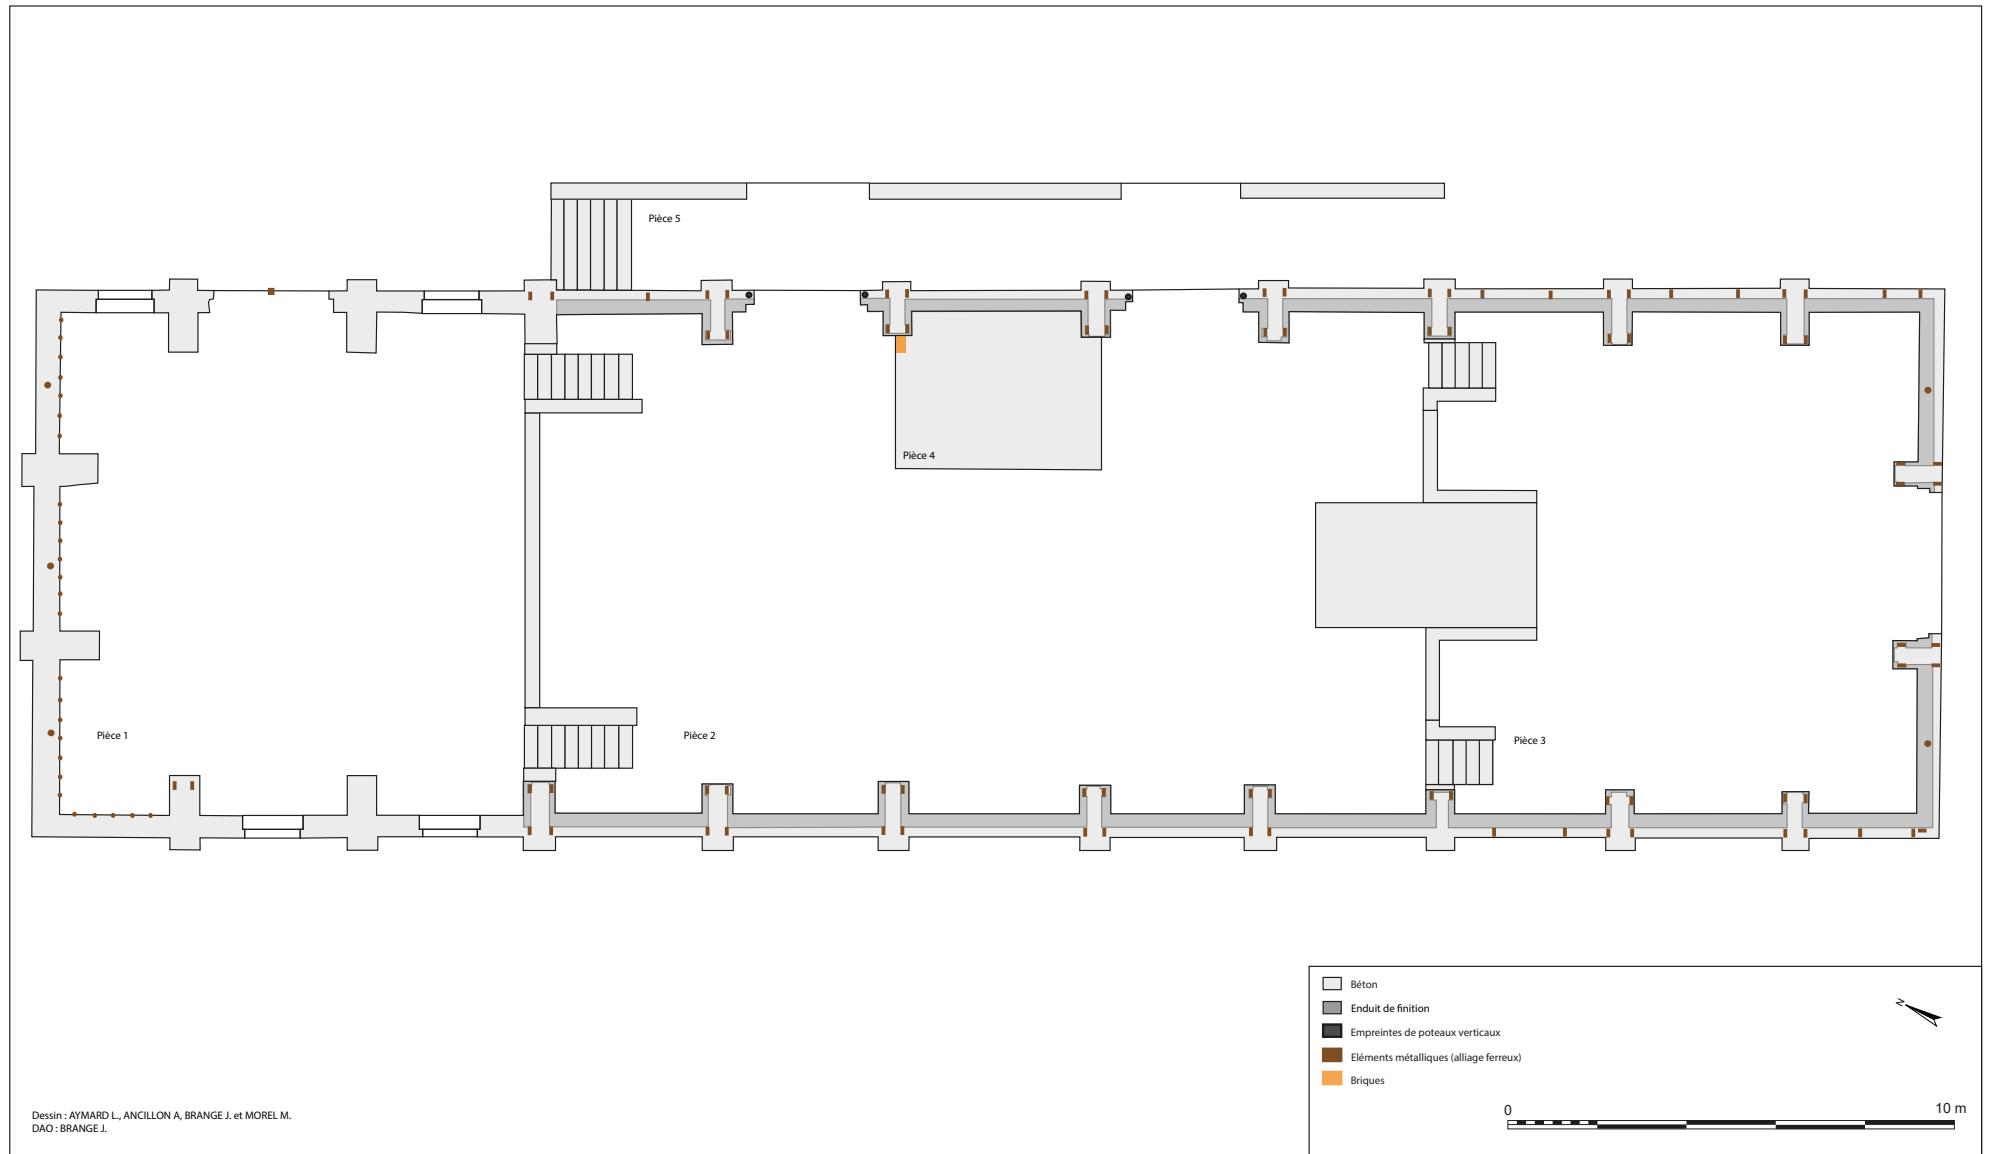 Pièce 5
Pièce 4
Pièce 1
Pièce 2
Pièce 3
Béton
Enduit de finition
Empreintes de poteaux verticaux
Eléments métalliques (alliage ferreux)
Briques
N
0
10 m
Dessin : AYMARD L., ANCILLON A, BRANGE J. et MOREL M.
DAO : BRANGE J.